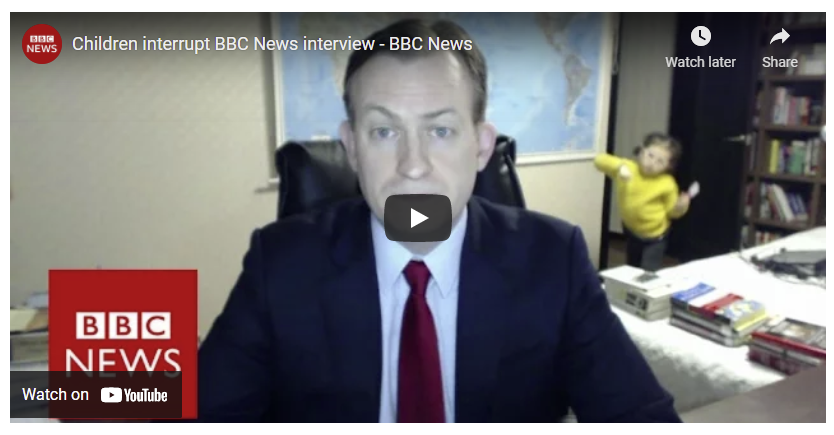 BBC
NEWS
Children interrupt BBC News interview - BBC News
Watch later
Share
BBC
NEWS
Watch on YouTube